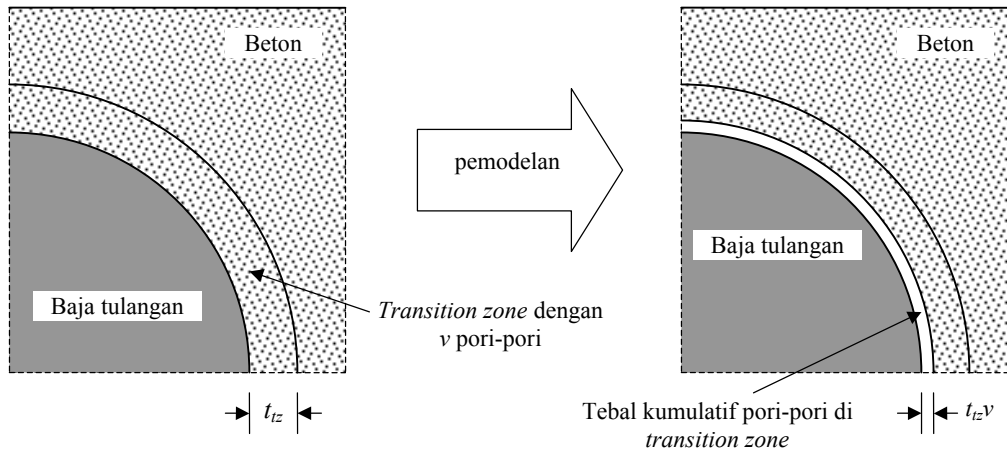 Beton
Baja tulangan
Transition zone dengan
v pori-pori
t_tz
pemodelan
Beton
Baja tulangan
Tebal kumulatif pori-pori di
transition zone
t_tz v